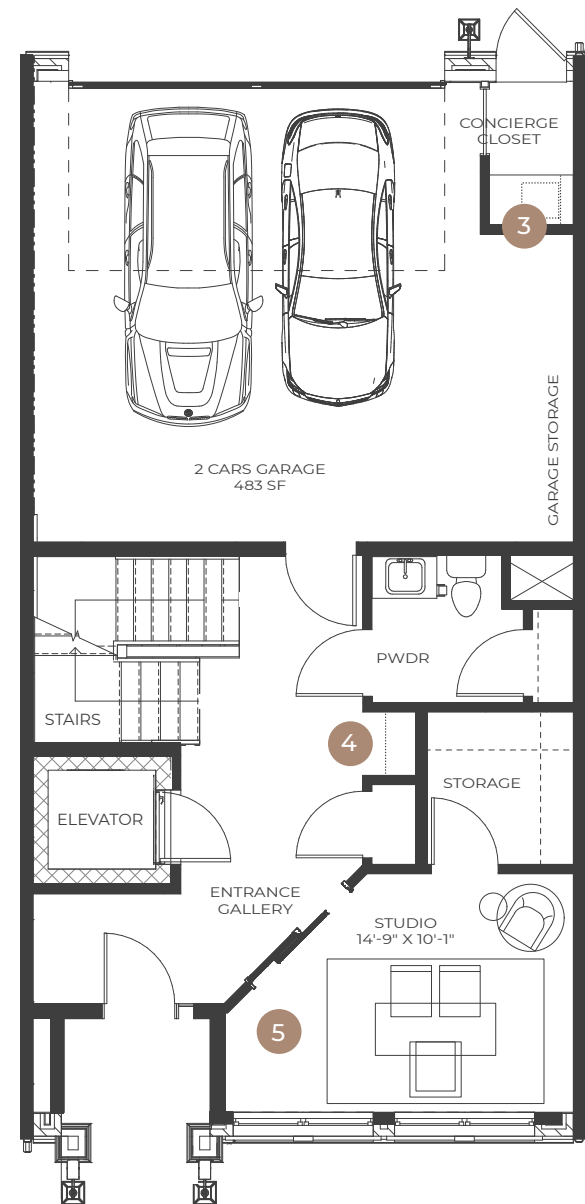 CONCIERGE
CLOSET
3
GARAGE STORAGE
2 CARS GARAGE
483 SF
PWDR
STAIRS
4
STORAGE
ELEVATOR
ENTRANCE
GALLERY
STUDIO
14'-9" X 10'-1"
5